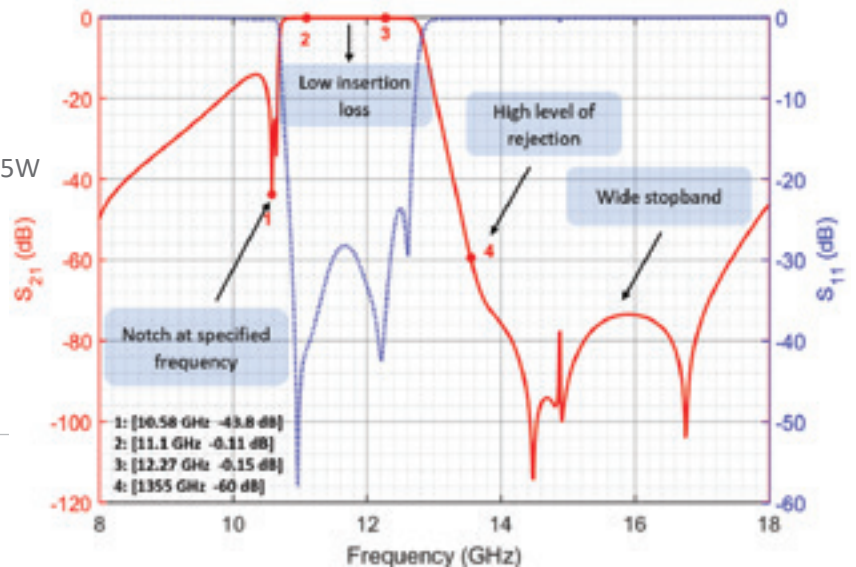 5W
0
-20
-40
-60
-80
-100
-120
S21 (dB)
0
-10
-20
-30
-40
-50
-60
S11 (dB)
2
3
Low insertion
loss
High level of
rejection
Wide stopband
1
4
Notch at specified
frequency
1: [10.58 GHz -43.8 dB]
2: [11.1 GHz -0.11 dB]
3: [12.27 GHz -0.15 dB]
4: [1355 GHz -60 dB]
8 10 12 14 16 18
Frequency (GHz)